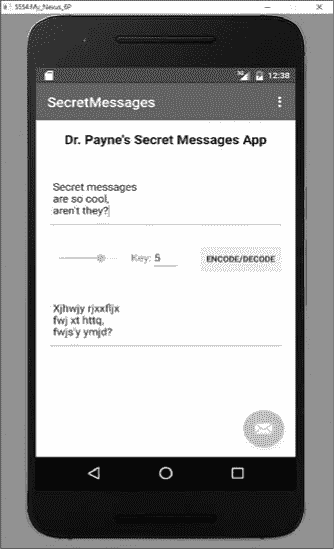 5554:My_Nexus_6P
12:38
SecretMessages
Dr. Payne's Secret Messages App
Secret messages
are so cool,
aren't they?
Key: 5 ENCODE/DECODE
Xjhwjy rjxxfljx
fwj xt httq,
fwjs'y ymjd?